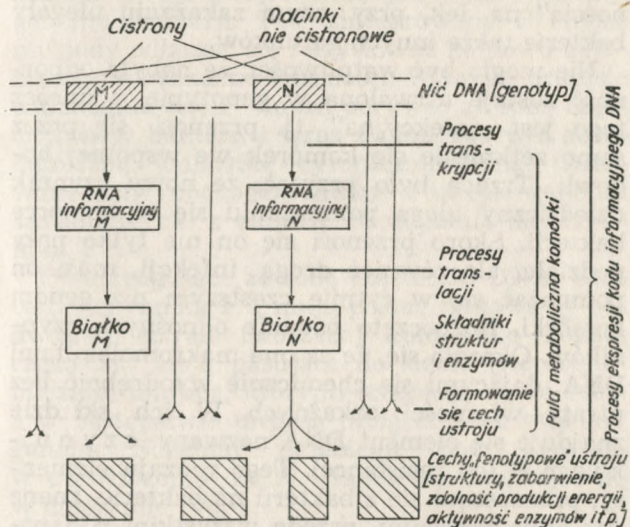 Cistrony
Odcinki
nie cistronowe
M
N
Nić DNA [genotyp]
Procesy
trans-
krypcji
RNA
informacyjny
M
RNA
informacyjny
N
Procesy
trans-
lacji
Białko
M
Białko
N
Składniki
struktur
i enzymów
Formowanie
się cech
ustroju
Pula metaboliczna komórki
Procesy ekspresji kodu informacyjnego DNA
Cechy „fenotypowe" ustroju
[struktury, zabarwienie,
zdolność produkcji energii,
aktywność enzymów itp.]